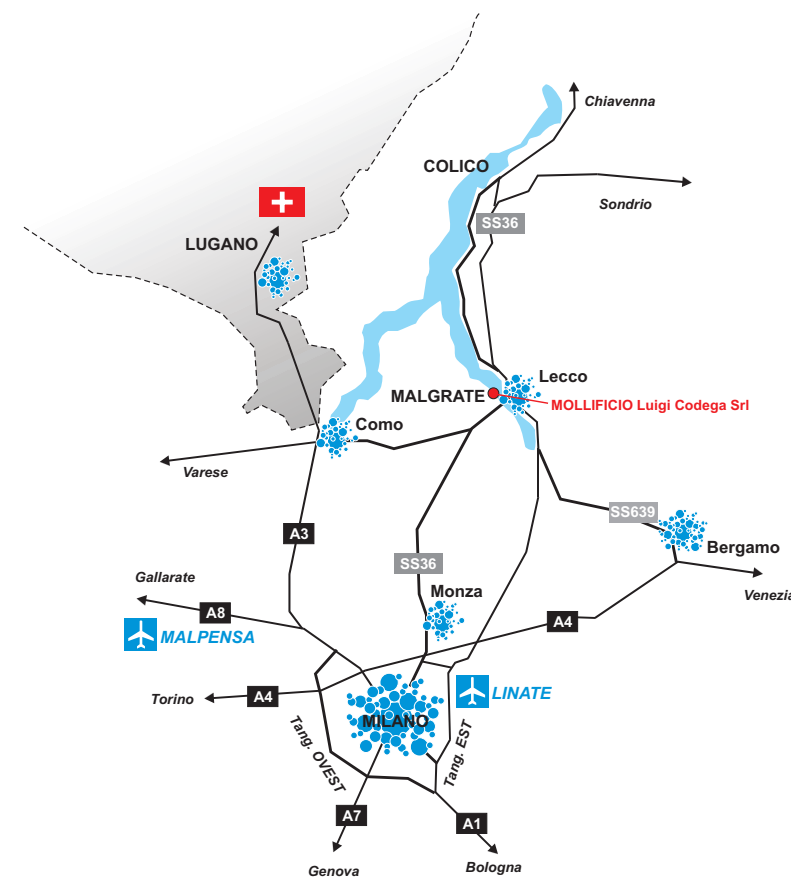 Chiavenna
COLICO
Sondrio
SS36
LUGANO
Lecco
MALGRATE
MOLLIFICIO Luigi Codega Srl
Como
Varese
SS639
A3
Bergamo
SS36
Gallarate
Monza
Venezia
A8
A4
MALPENSA
LINATE
Torino
A4
MILANO
Tang. OVEST
Tang. EST
A7
A1
Genova
Bologna